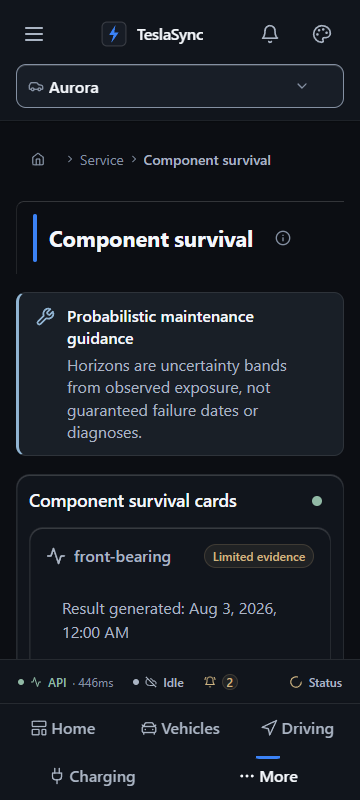 TeslaSync
Aurora
Service
Component survival
Component survival
Probabilistic maintenance
guidance
Horizons are uncertainty bands
from observed exposure, not
guaranteed failure dates or
diagnoses.
Component survival cards
front-bearing
Limited evidence
Result generated: Aug 3, 2026,
12:00 AM
API · 446ms
Idle
2
Status
Home
Vehicles
Driving
Charging
More